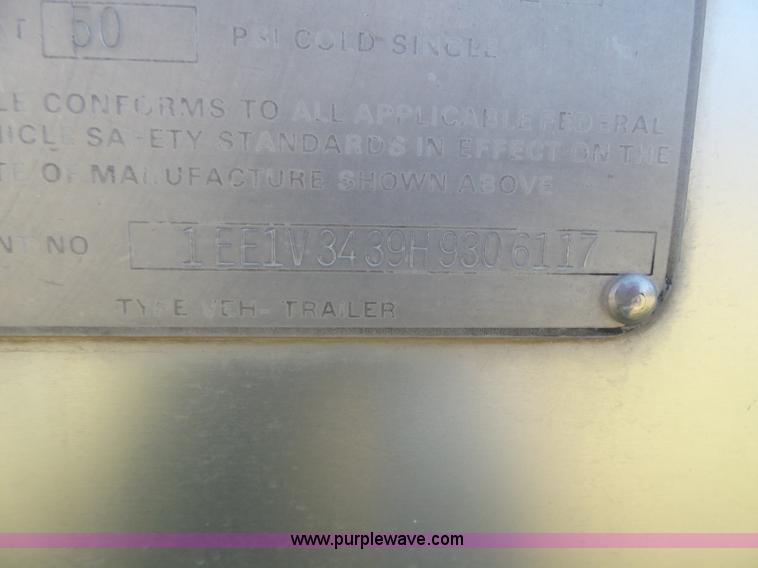 T 50 PSI COLD-SINGLE
LE CONFORMS TO ALL APPLICABLE FEDERAL
HICLE SAFETY STANDARDS IN EFFECT ON THE
TE OF MANUFACTURE SHOWN ABOVE
NT NO 1EE1V3439H9306117
TYPE VEH- TRAILER
www.purplewave.com